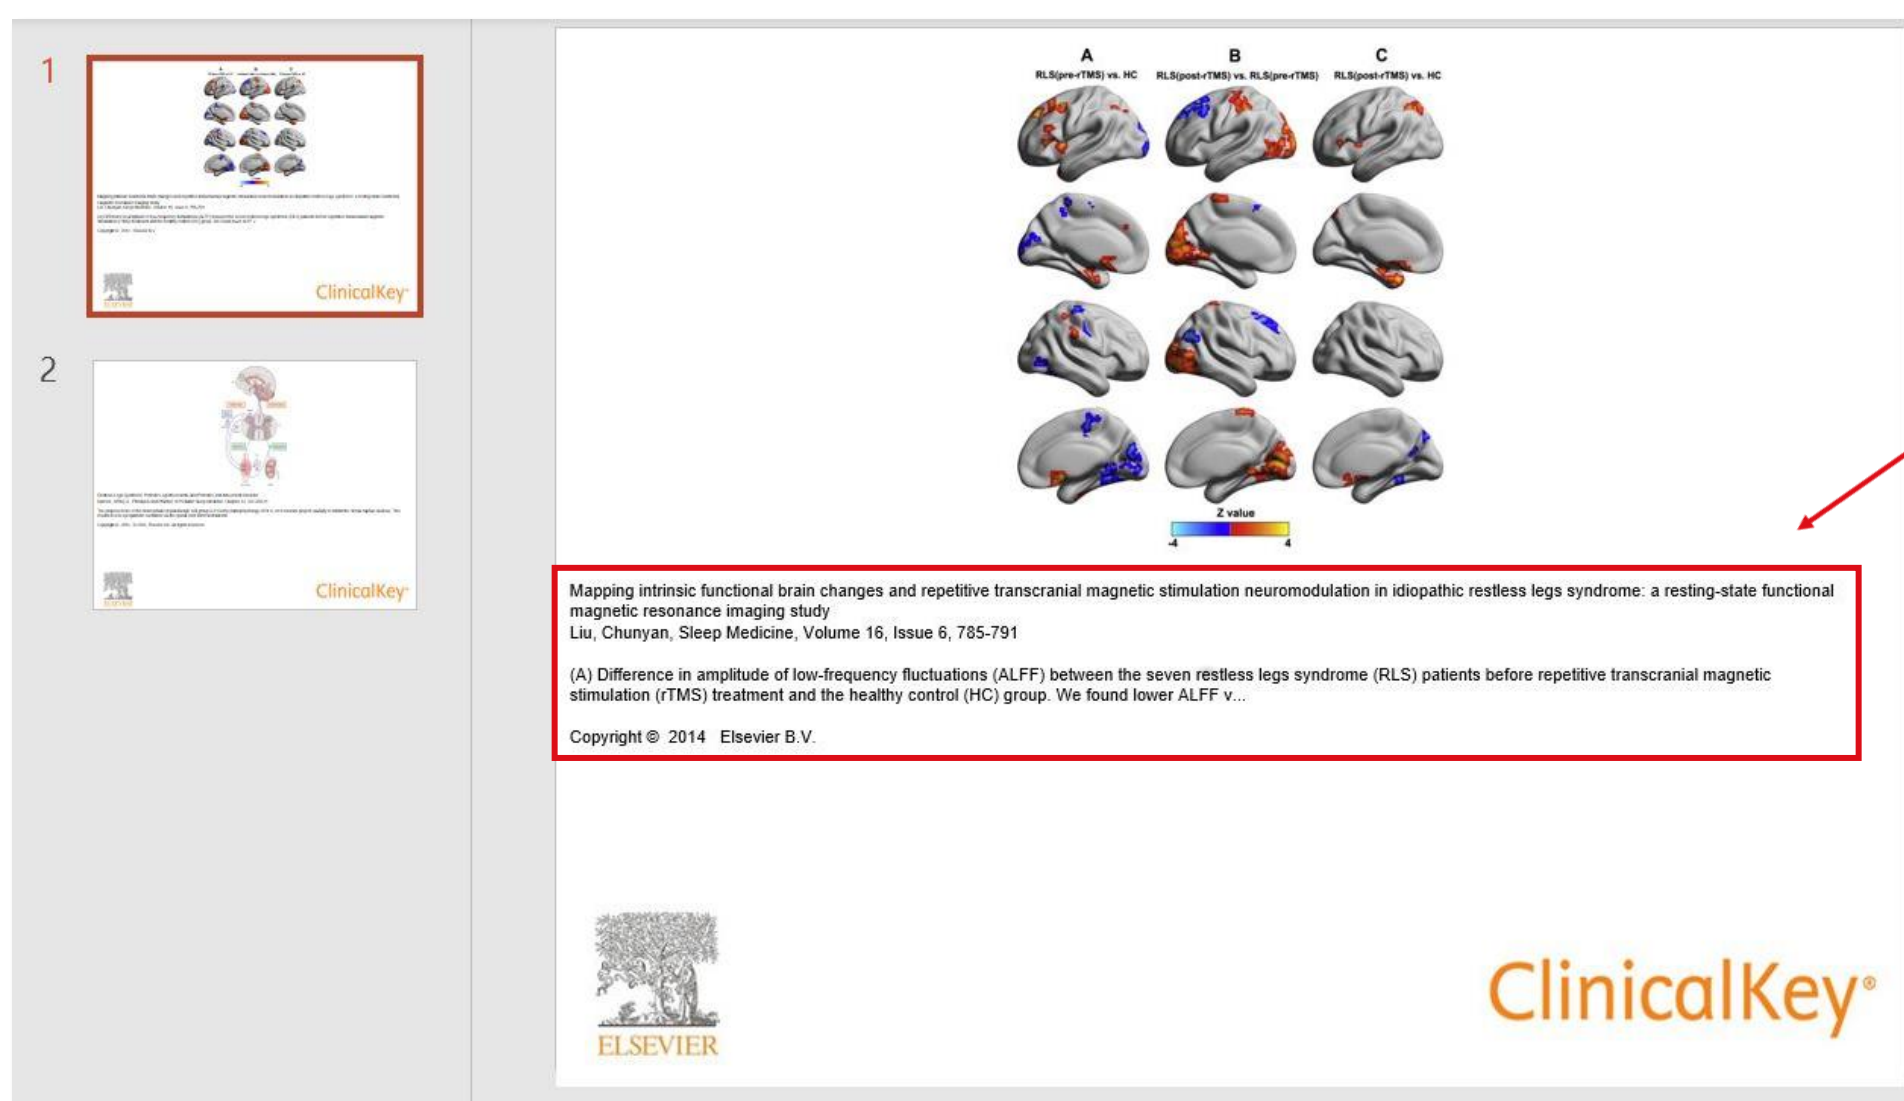 1
ClinicalKey
2
ClinicalKey
A B C
RLS(pre-rTMS) vs. HC RLS(post-rTMS) vs. RLS(pre-rTMS) RLS(post-rTMS) vs. HC
Z value
-4 4
Mapping intrinsic functional brain changes and repetitive transcranial magnetic stimulation neuromodulation in idiopathic restless legs syndrome: a resting-state functional
magnetic resonance imaging study
Liu, Chunyan, Sleep Medicine, Volume 16, Issue 6, 785-791
(A) Difference in amplitude of low-frequency fluctuations (ALFF) between the seven restless legs syndrome (RLS) patients before repetitive transcranial magnetic
stimulation (rTMS) treatment and the healthy control (HC) group. We found lower ALFF v...
Copyright © 2014 Elsevier B.V.
ELSEVIER
ClinicalKey®